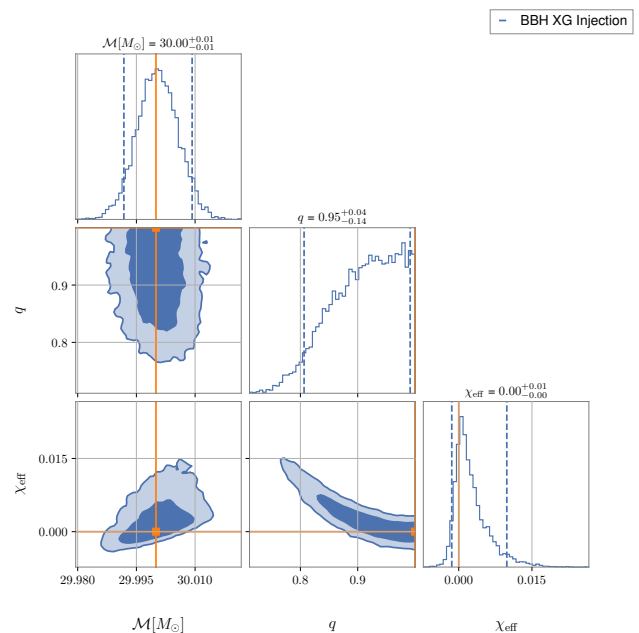 BBH XG Injection
ℳ[M⊙] = 30.00+0.01−0.01
q = 0.95+0.04−0.14
q
0.9
0.8
χeff = 0.00+0.01−0.00
χeff
0.015
0.000
29.980 29.995 30.010 0.8 0.9 0.000 0.015
ℳ[M⊙] q χeff